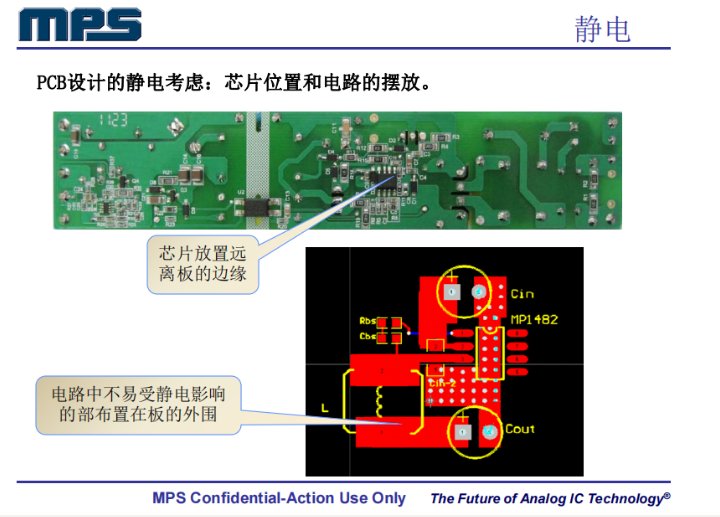 MPS
静电
PCB设计的静电考虑：芯片位置和电路的摆放。
1123
U2
芯片放置远
离板的边缘
Cin
Rbs
MP1482
Cbs
Cin-2
电路中不易受静电影响
的部布置在板的外围
L
Cout
MPS Confidential-Action Use Only
The Future of Analog IC Technology®